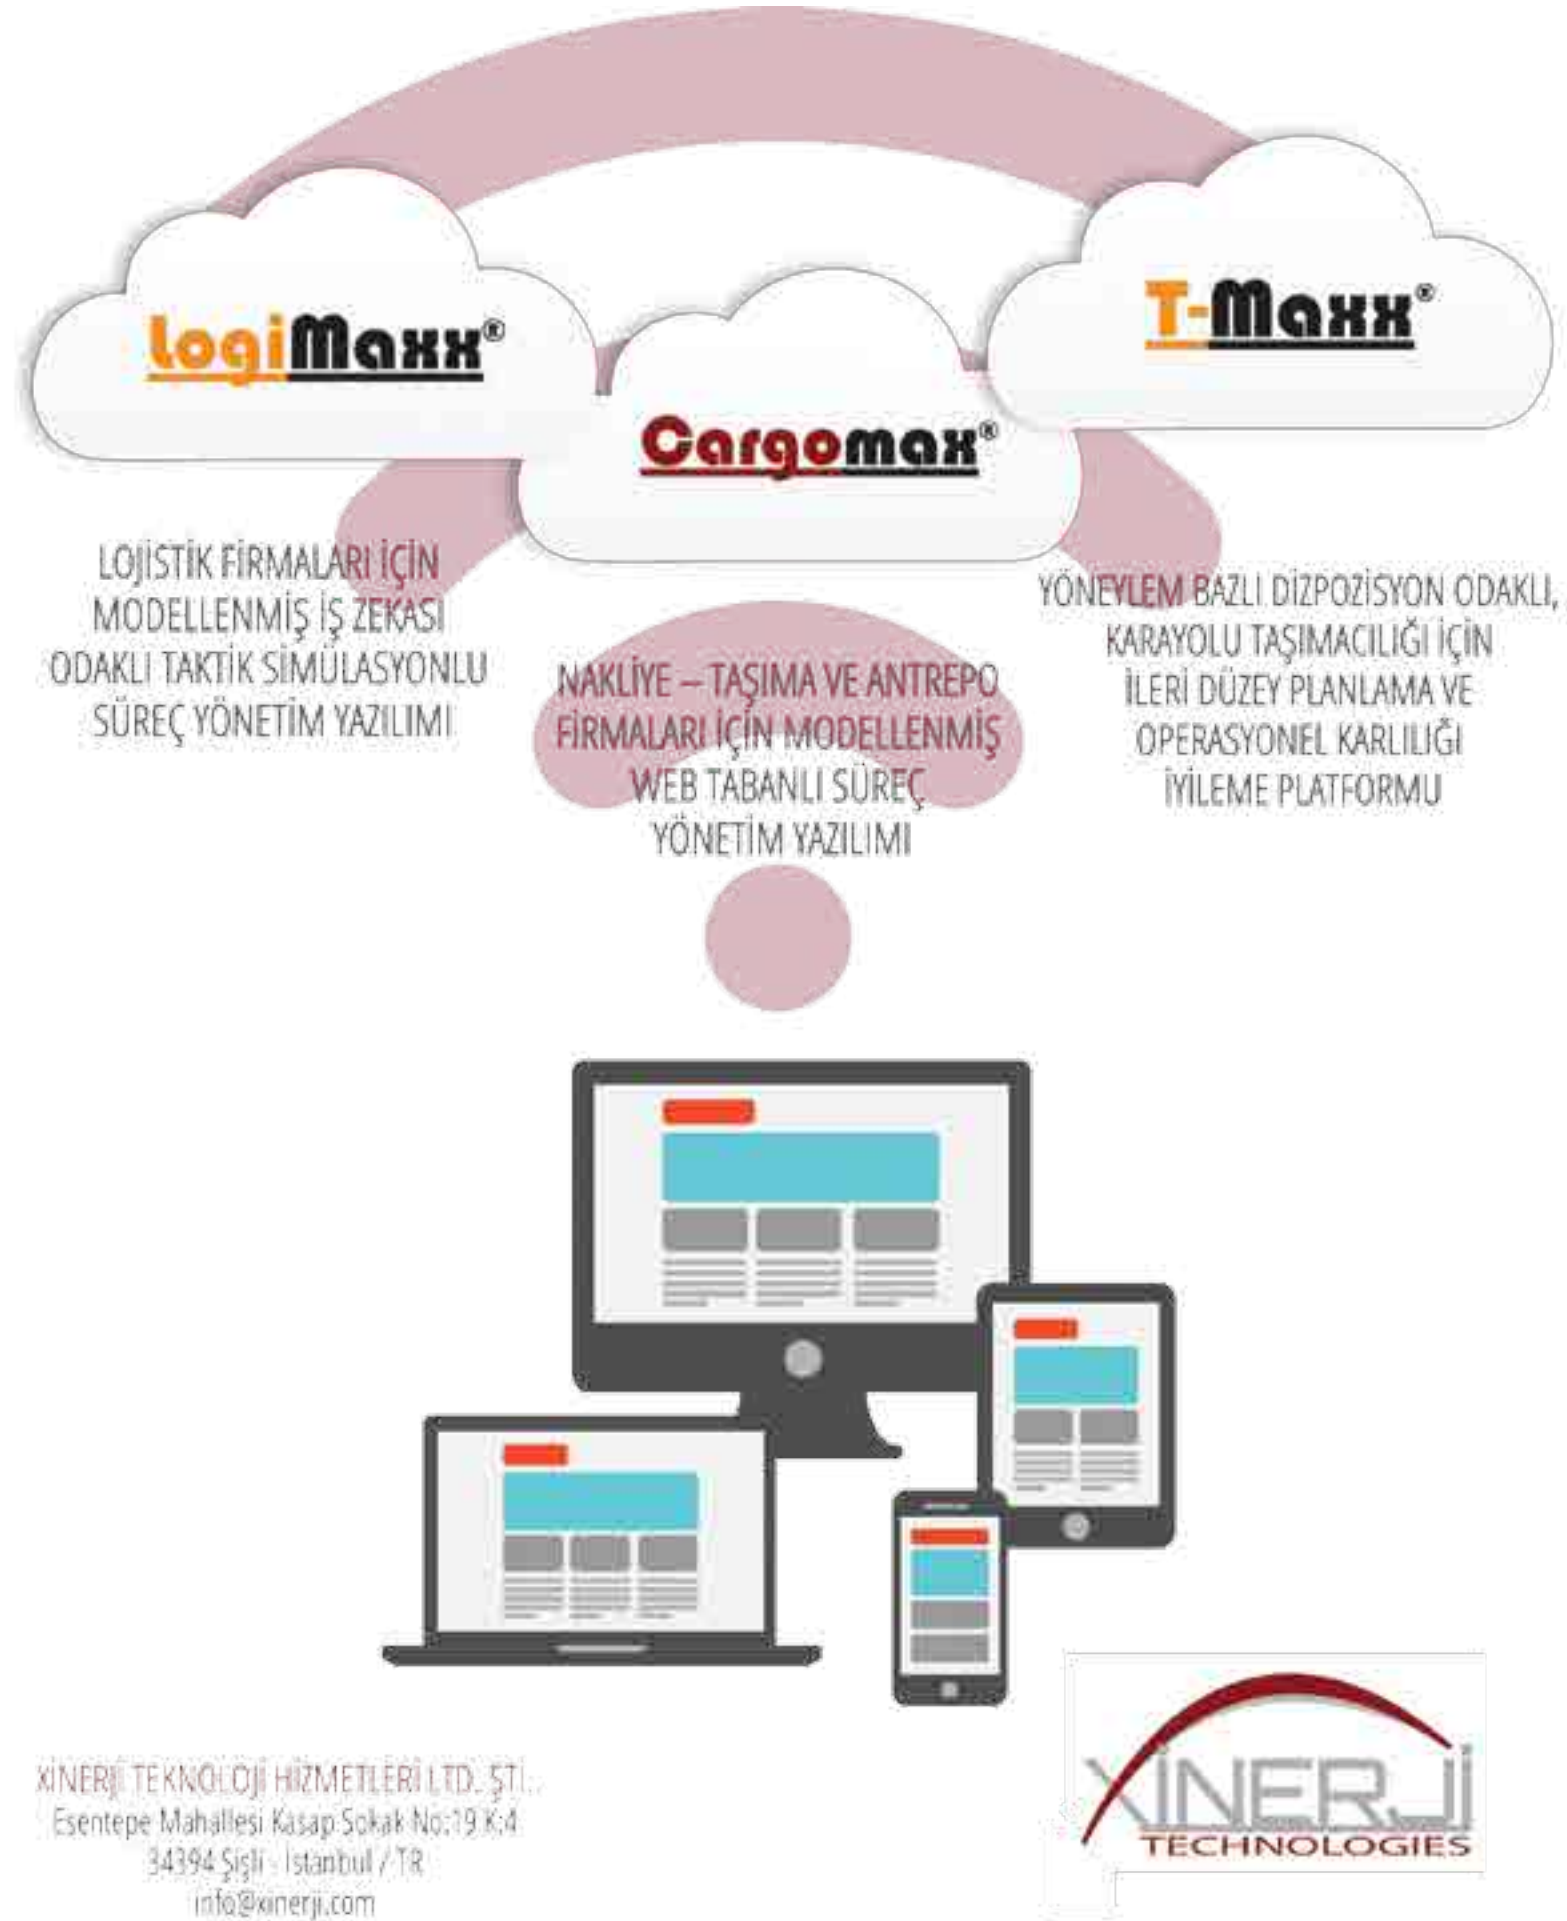 LogiMaxx®
T-Maxx®
Cargomax®
LOJİSTİK FİRMALARI İÇİN
MODELLENMİŞ İŞ ZEKASI
ODAKLI TAKTİK SİMÜLASYONLU
SÜREÇ YÖNETİM YAZILIMI
NAKLİYE – TAŞIMA VE ANTREPO
FİRMALARI İÇİN MODELLENMİŞ
WEB TABANLI SÜREÇ
YÖNETİM YAZILIMI
YÖNEYLEM BAZLI DİZPOZİSYON ODAKLI,
KARAYOLU TAŞIMACILIĞI İÇİN
İLERİ DÜZEY PLANLAMA VE
OPERASYONEL KARLILIĞI
İYİLEME PLATFORMU
XİNERJİ TEKNOLOJİ HİZMETLERİ LTD. ŞTİ.
Esentepe Mahallesi Kasap Sokak No:19 K:4
34394 Şişli - İstanbul / TR
info@xinerji.com
XİNERJİ
TECHNOLOGIES